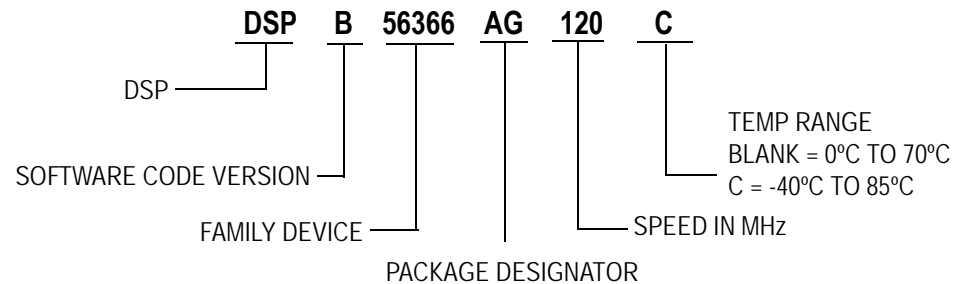 DSP B 56366 AG 120 C
DSP
TEMP RANGE
BLANK = 0ºC TO 70ºC
C = -40ºC TO 85ºC
SOFTWARE CODE VERSION
FAMILY DEVICE
SPEED IN MHz
PACKAGE DESIGNATOR